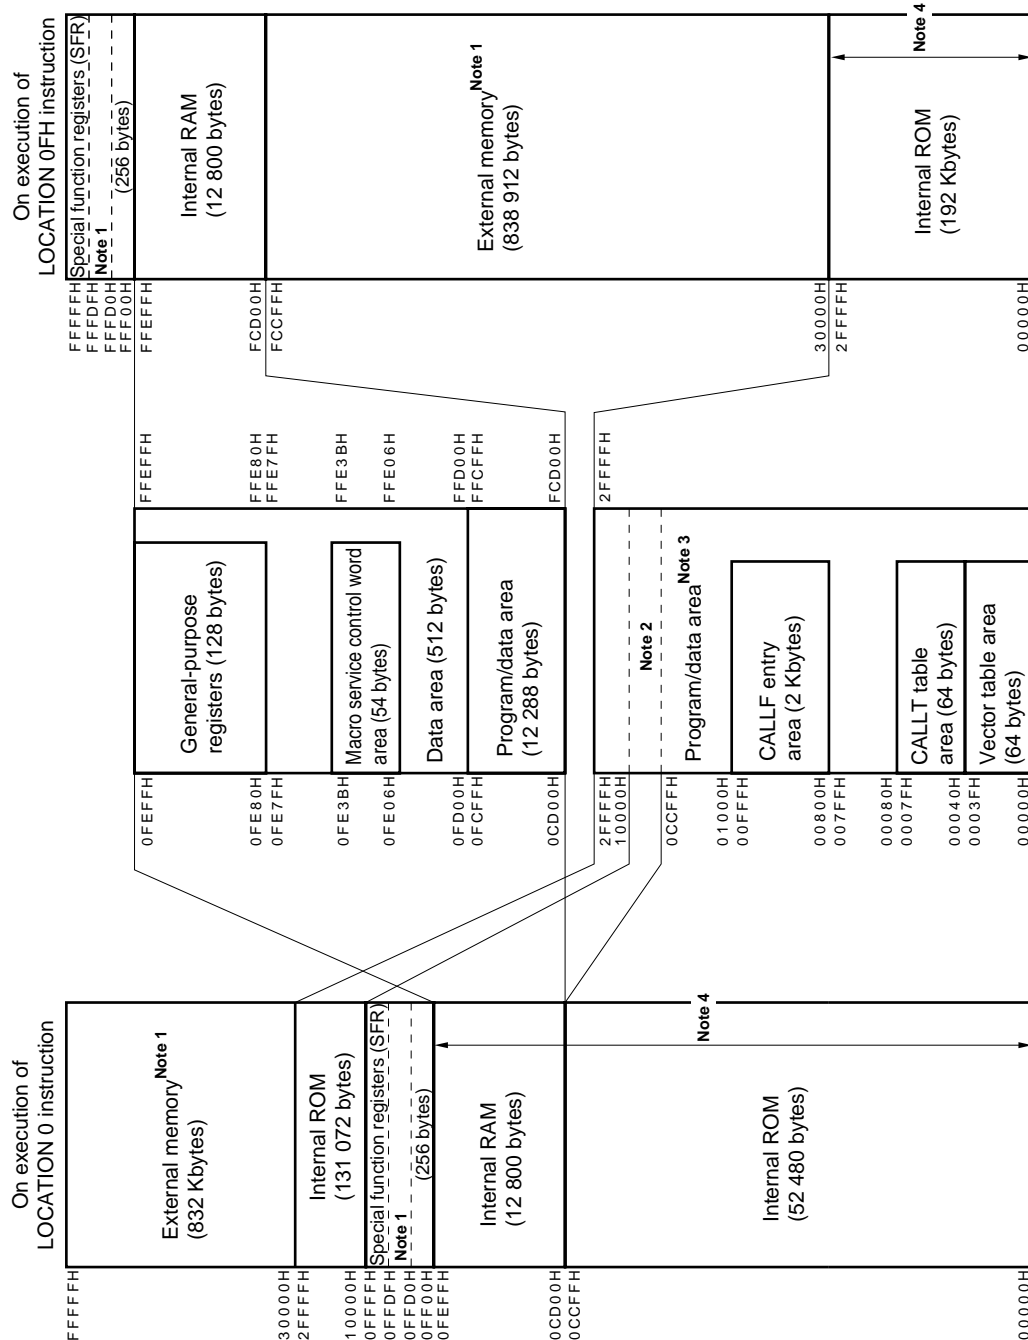 On execution of
LOCATION 0 instruction
FFFFFH
External memory Note 1
(832 Kbytes)
30000H
2FFFFH
Internal ROM
(131 072 bytes)
10000H
0FFFFH
Special function registers (SFR)
0FFDFH
Note 1
0FFD0H
0FF00H
(256 bytes)
0FEFFH
Internal RAM
(12 800 bytes)
0CD00H
0CCFFH
Note 4
Internal ROM
(52 480 bytes)
00000H
0FEFFH
General-purpose
registers (128 bytes)
0FE80H
0FE7FH
0FE3BH
Macro service control word
area (54 bytes)
0FE06H
Data area (512 bytes)
0FD00H
0FCFFH
Program/data area
(12 288 bytes)
0CD00H
FFEFFH
FFE80H
FFE7FH
FFE3BH
FFE06H
FFD00H
FFCFFH
FCD00H
2FFFFH
10000H
Note 2
0CCFFH
Program/data area Note 3
01000H
00FFFH
CALLF entry
area (2 Kbytes)
00800H
007FFH
00080H
0007FH
CALLT table
area (64 bytes)
00040H
0003FH
Vector table area
(64 bytes)
00000H
2FFFFH
On execution of
LOCATION 0FH instruction
FFFFFH
Special function registers (SFR)
FFFDFH
Note 1
FFFD0H
FFF00H
(256 bytes)
FFEFFH
Internal RAM
(12 800 bytes)
FCD00H
FCCFFH
External memory Note 1
(838 912 bytes)
30000H
2FFFFH
Note 4
Internal ROM
(192 Kbytes)
00000H